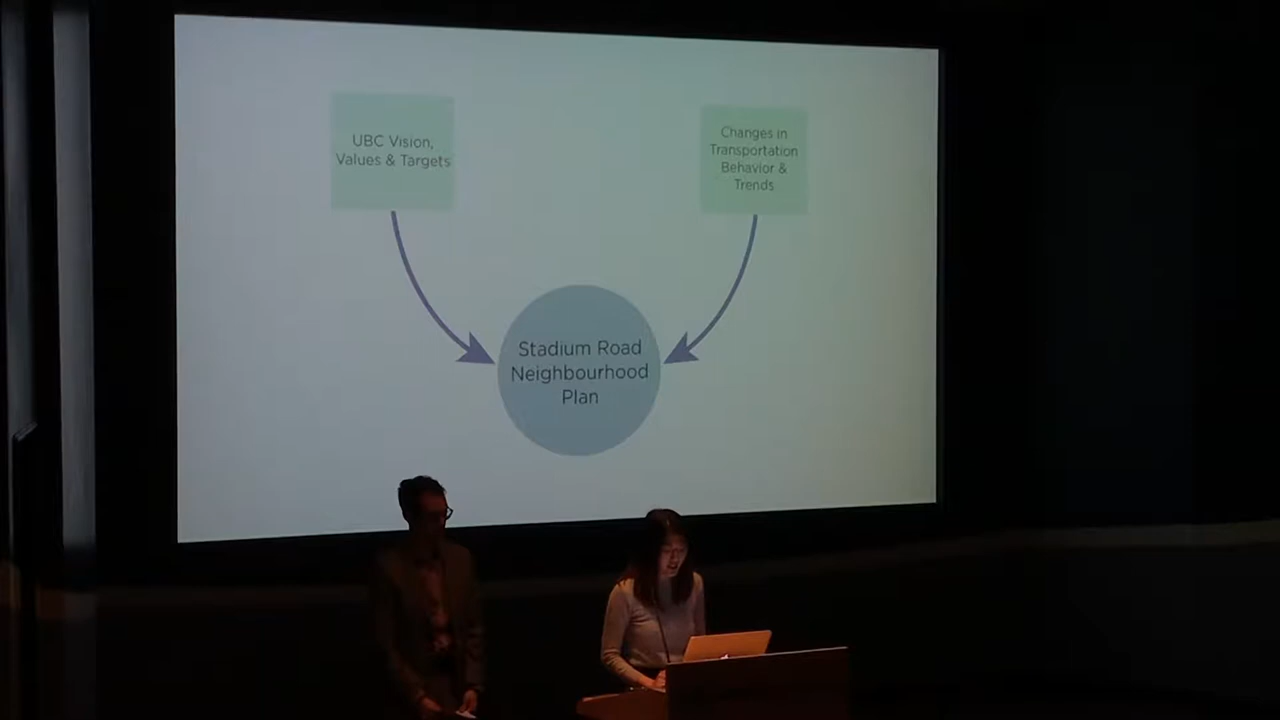 UBC Vision,
Values & Targets
Changes in
Transportation
Behavior &
Trends
Stadium Road
Neighbourhood
Plan